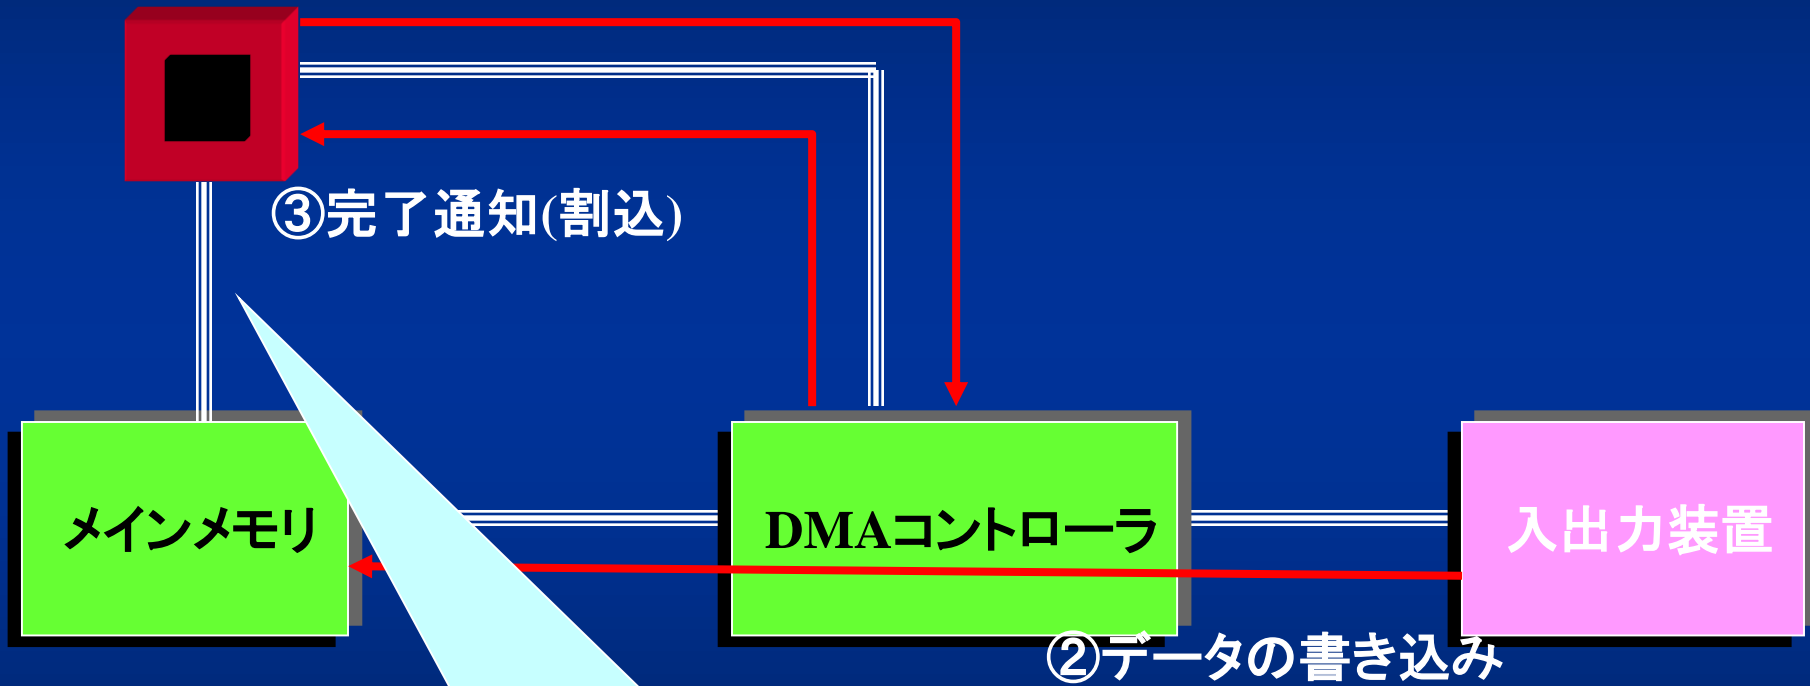 ③完了通知(割込)
メインメモリ
DMAコントローラ
入出力装置
②データの書き込み